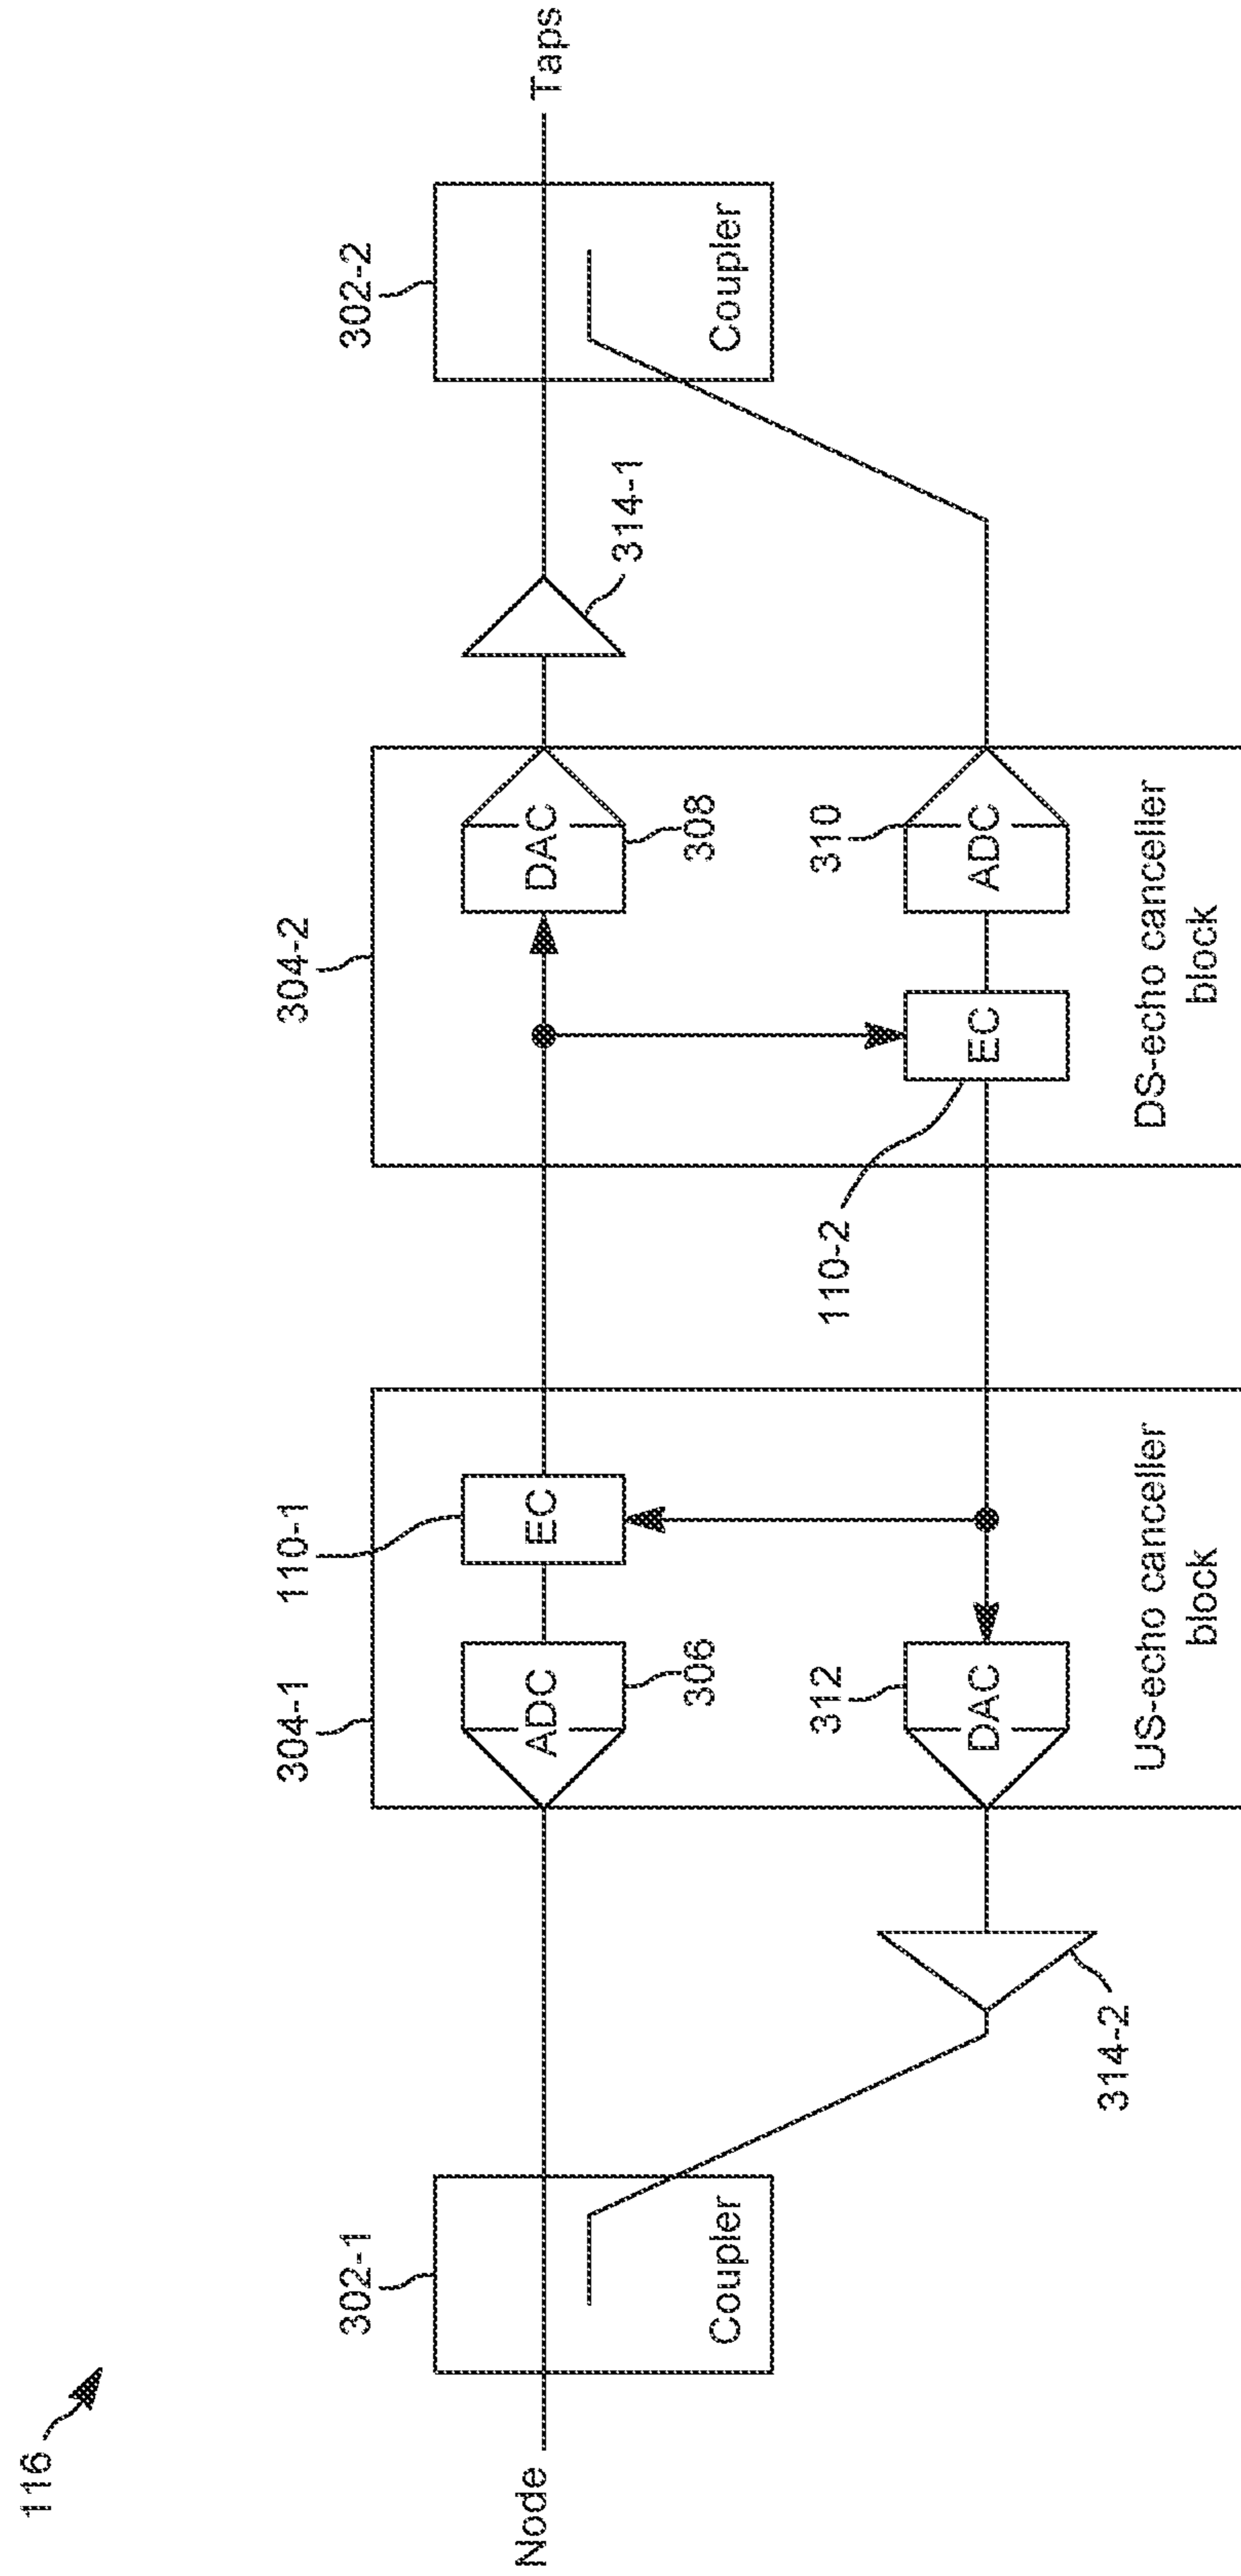 116
Node
302-1
Coupler
314-2
304-1
ADC
306
110-1
EC
312
DAC
US-echo canceller
block
110-2
304-2
DAC
308
310
EC
ADC
DS-echo canceller
block
314-1
302-2
Coupler
Taps